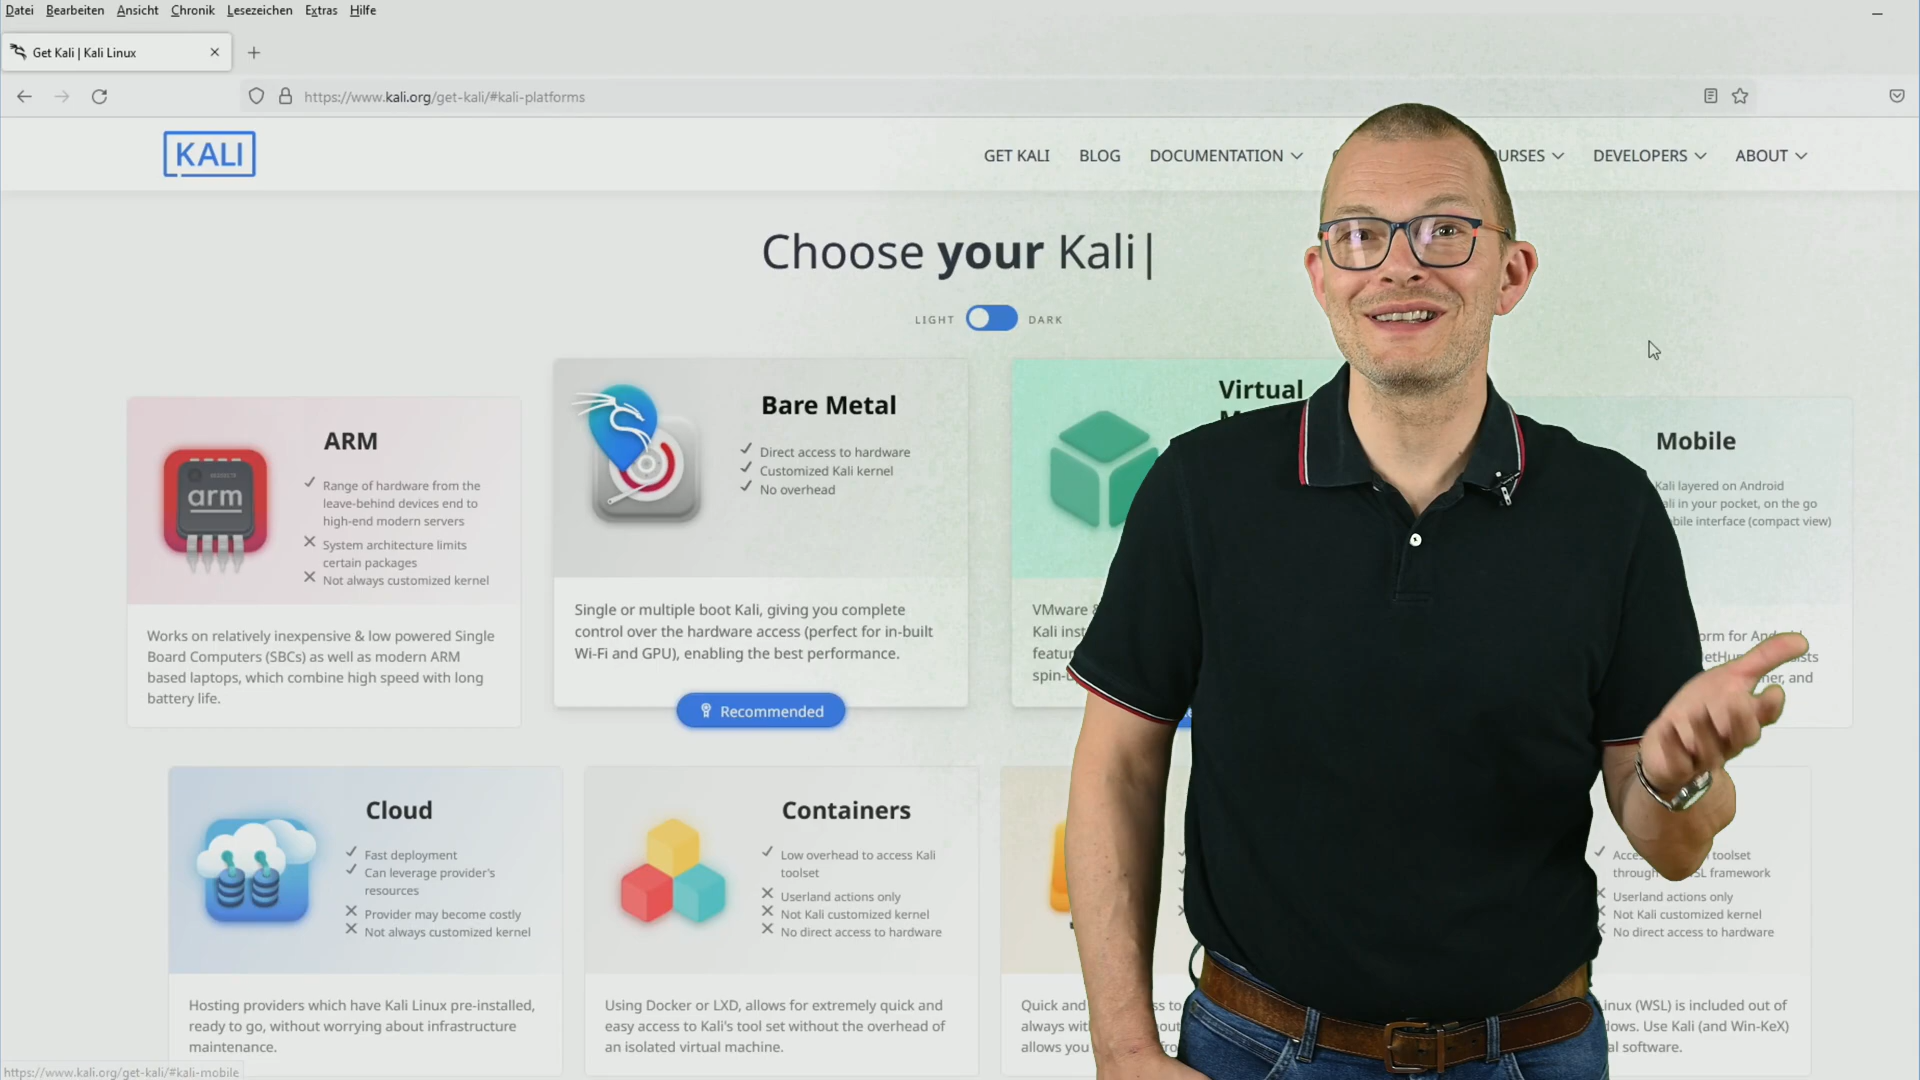 Datei Bearbeiten Ansicht Chronik Lesezeichen Extras Hilfe
Get Kali | Kali Linux
https://www.kali.org/get-kali/#kali-platforms
KALI
GET KALI BLOG DOCUMENTATION DEVELOPERS ABOUT
Choose your Kali|
LIGHT DARK
ARM
arm
Range of hardware from the
leave-behind devices end to
high-end modern servers
System architecture limits
certain packages
Not always customized kernel
Works on relatively inexpensive & low powered Single
Board Computers (SBCs) as well as modern ARM
based laptops, which combine high speed with long
battery life.
Bare Metal
Direct access to hardware
Customized Kali kernel
No overhead
Single or multiple boot Kali, giving you complete
control over the hardware access (perfect for in-built
Wi-Fi and GPU), enabling the best performance.
Recommended
Virtual
VMware &
Kali
Mobile
Kali layered on Android
in your pocket, on the go
interface (compact view)
for
and
Cloud
Fast deployment
Can leverage provider's
resources
Provider may become costly
Not always customized kernel
Hosting providers which have Kali Linux pre-installed,
ready to go, without worrying about infrastructure
maintenance.
Containers
Low overhead to access Kali
toolset
Userland actions only
Not Kali customized kernel
No direct access to hardware
Using Docker or LXD, allows for extremely quick and
easy access to Kali's tool set without the overhead of
an isolated virtual machine.
Quick and to
always
allows you
toolset
framework
Userland actions only
Not Kali customized kernel
No direct access to hardware
Linux (WSL) is included out of
Use Kali (and Win-KeX)
software.
https://www.kali.org/get-kali/#kali-mobile